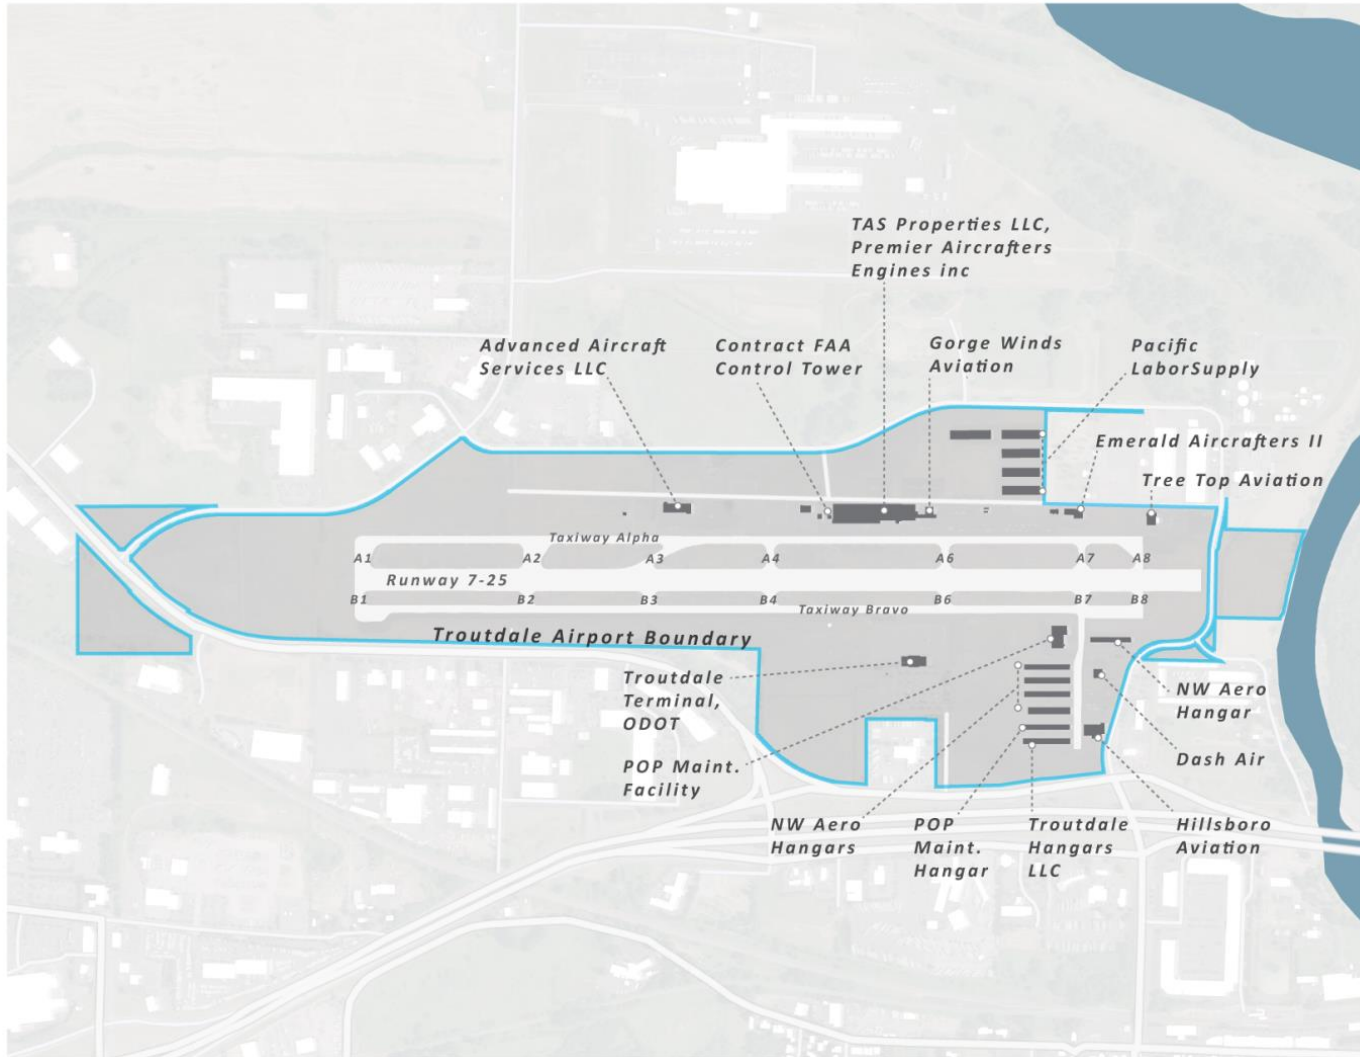 TAS Properties LLC,
Premier Aircrafters
Engines inc
Advanced Aircraft
Services LLC
Contract FAA
Control Tower
Gorge Winds
Aviation
Pacific
LaborSupply
Emerald Aircrafters II
Tree Top Aviation
Taxiway Alpha
A1
A2
A3
A4
A6
A7
A8
Runway 7-25
B1
B2
B3
B4
B6
B7
B8
Taxiway Bravo
Troutdale Airport Boundary
Troutdale
Terminal,
ODOT
POP Maint.
Facility
NW Aero
Hangar
Dash Air
NW Aero
Hangars
POP
Maint.
Hangar
Troutdale
Hangars
LLC
Hillsboro
Aviation